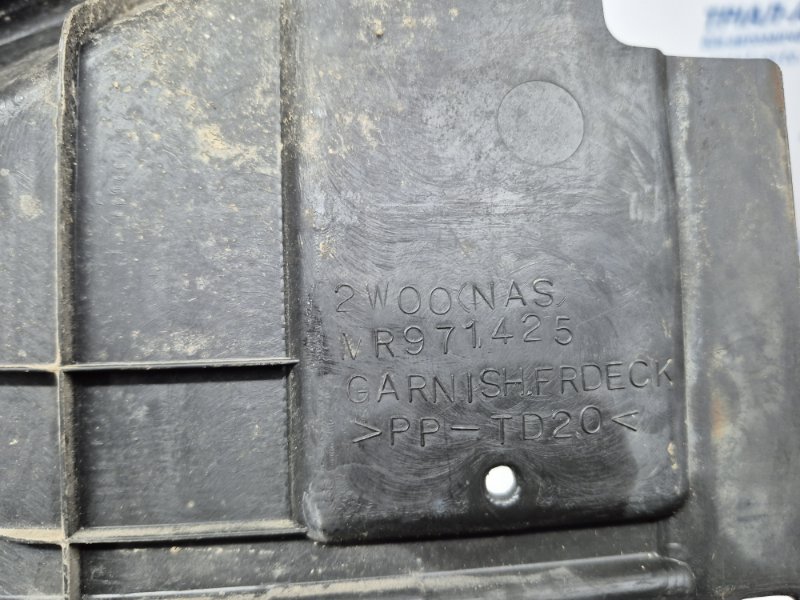 2W00(NAS)
MR971425
GARNISH,FRDECK
>PP-TD20<